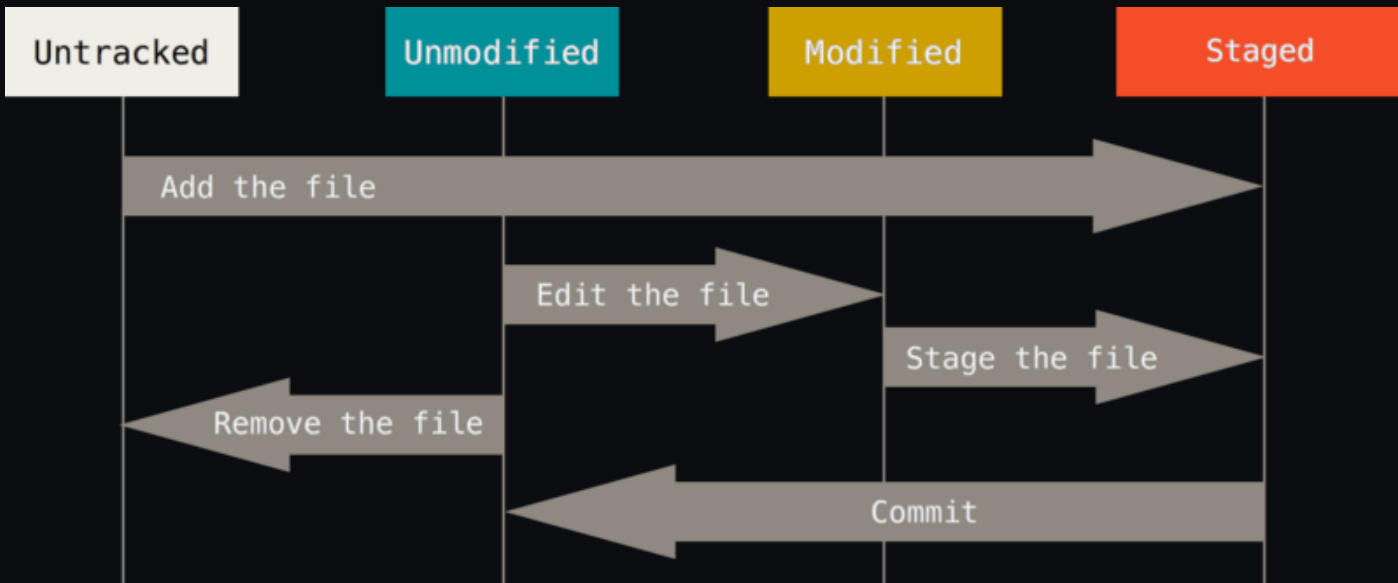 Untracked
Unmodified
Modified
Staged
Add the file
Edit the file
Stage the file
Remove the file
Commit